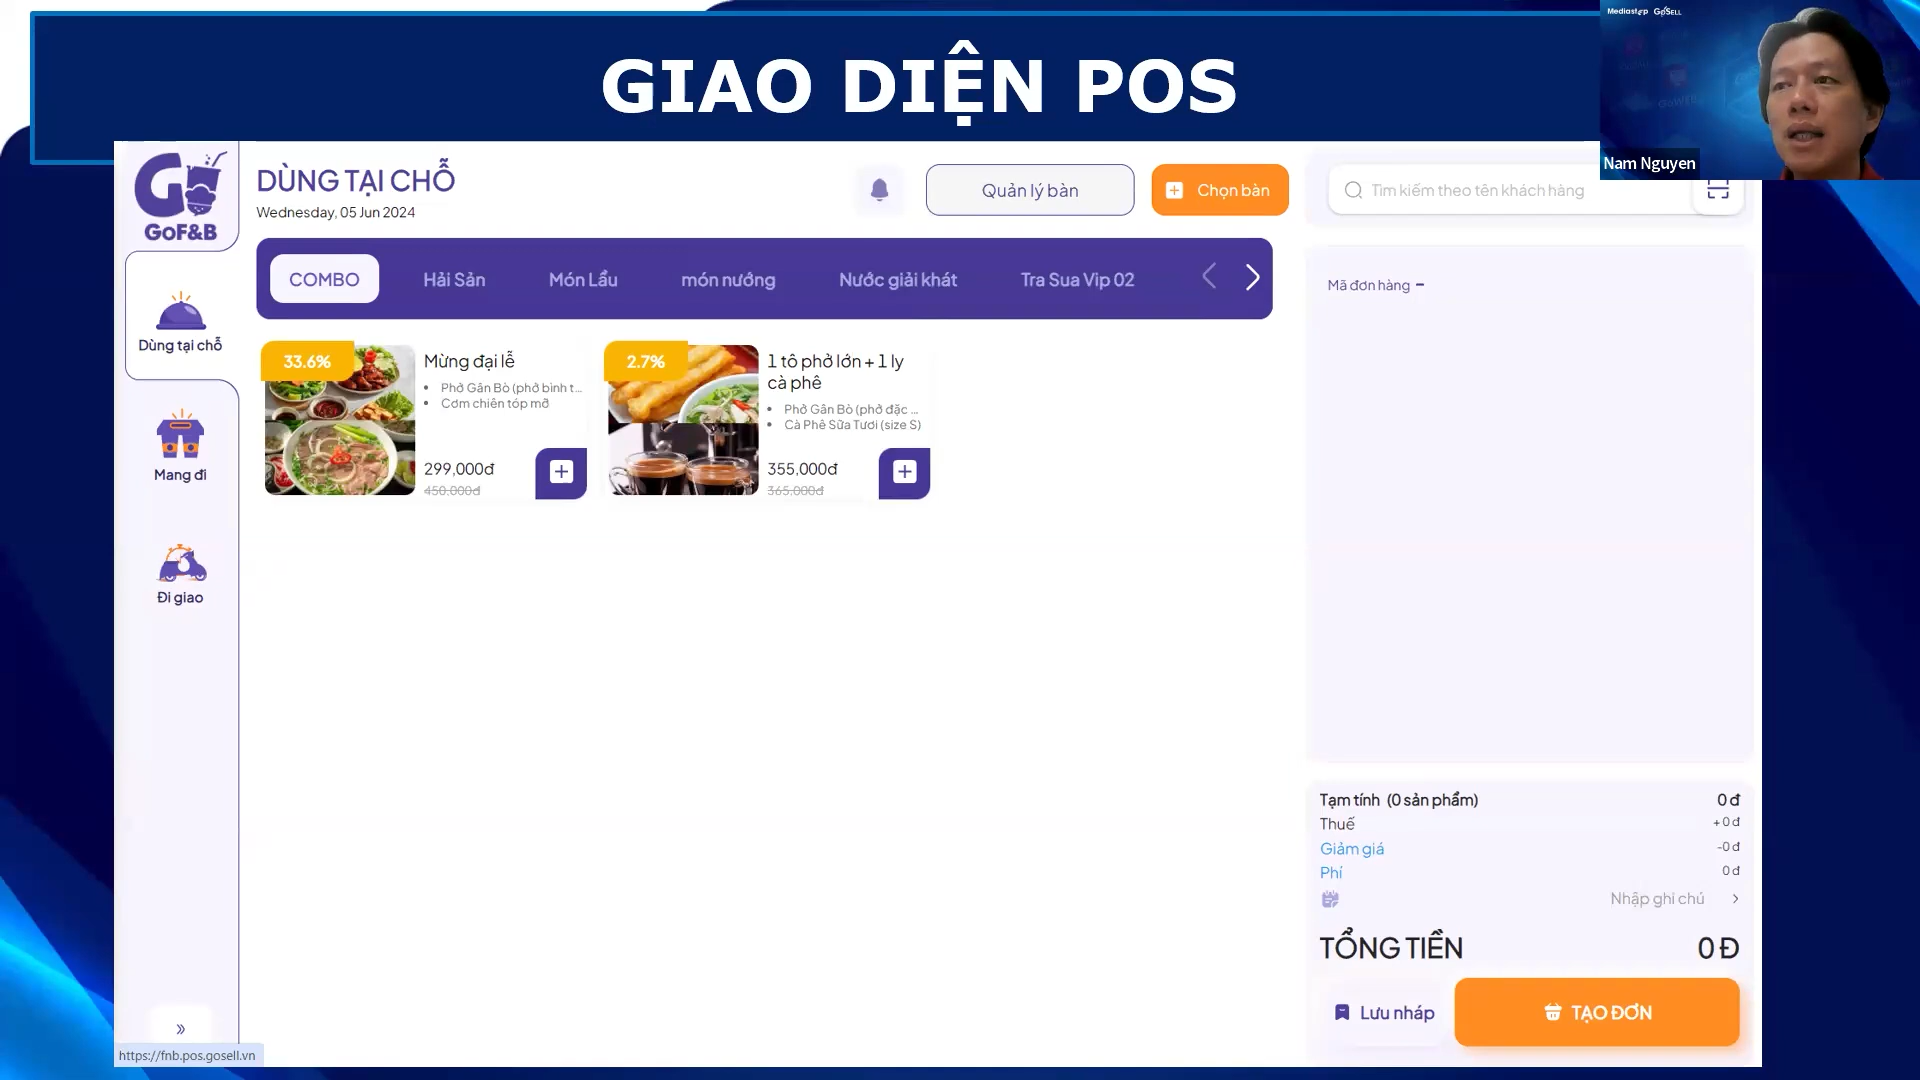 GIAO DIỆN POS
Mediastep GoSELL
Nam Nguyen
GoF&B
DÙNG TẠI CHỖ
Wednesday, 05 Jun 2024
Quản lý bàn
Chọn bàn
Tìm kiếm theo tên khách hàng
COMBO
Hải Sản
Món Lẩu
món nướng
Nước giải khát
Tra Sua Vip 02
Dùng tại chỗ
Mang đi
Đi giao
33.6%
Mừng đại lễ
Phở Gân Bò (phở bình t...
Cơm chiên tóp mỡ
299,000đ
450,000đ
2.7%
1 tô phở lớn + 1 ly
cà phê
Phở Gân Bò (phở đặc ...
Cà Phê Sữa Tươi (size S)
355,000đ
365,000đ
Mã đơn hàng –
Tạm tính (0 sản phẩm) 0 đ
Thuế +0 đ
Giảm giá -0 đ
Phí 0 đ
Nhập ghi chú
TỔNG TIỀN 0 Đ
Lưu nháp
TẠO ĐƠN
https://fnb.pos.gosell.vn